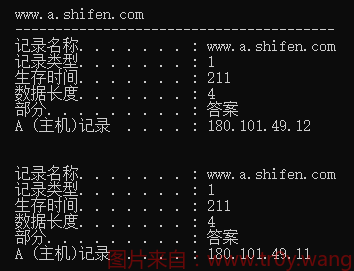 www.a.shifen.com
----------------------------------------
记录名称. . . . . . . : www.a.shifen.com
记录类型. . . . . . . : 1
生存时间. . . . . . . : 211
数据长度. . . . . . . : 4
部分. . . . . . . . . : 答案
A (主机)记录 . . . . : 180.101.49.12
记录名称. . . . . . . : www.a.shifen.com
记录类型. . . . . . . : 1
生存时间. . . . . . . : 211
数据长度. . . . . . . : 4
部分. . . . . . . . . : 答案
A (主机)记录 . . . . : 180.101.49.11
图片来自：www.troy.wang